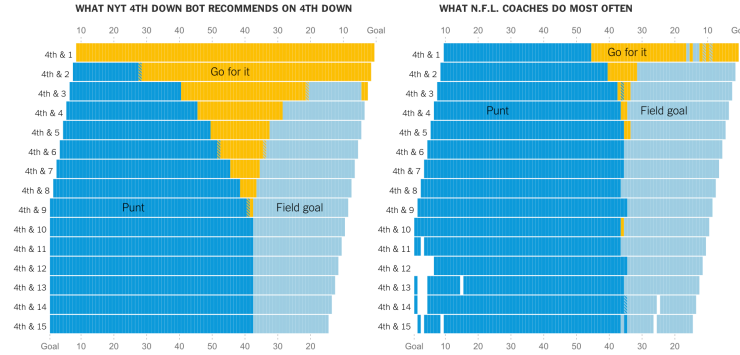 WHAT NYT 4TH DOWN BOT RECOMMENDS ON 4TH DOWN
Goal
10 20 30 40 50 40 30 20 10
4th & 1
4th & 2 Go for it
4th & 3
4th & 4
4th & 5
4th & 6
4th & 7
4th & 8
4th & 9 Punt Field goal
4th & 10
4th & 11
4th & 12
4th & 13
4th & 14
4th & 15
Goal 10 20 30 40 50 40 30 20
WHAT N.F.L. COACHES DO MOST OFTEN
10 20 30 40 50 40 30 20 10 Go
4th & 1 Go for it
4th & 2
4th & 3
4th & 4 Punt Field goal
4th & 5
4th & 6
4th & 7
4th & 8
4th & 9
4th & 10
4th & 11
4th & 12
4th & 13
4th & 14
4th & 15
Goal 10 20 30 40 50 40 30 20